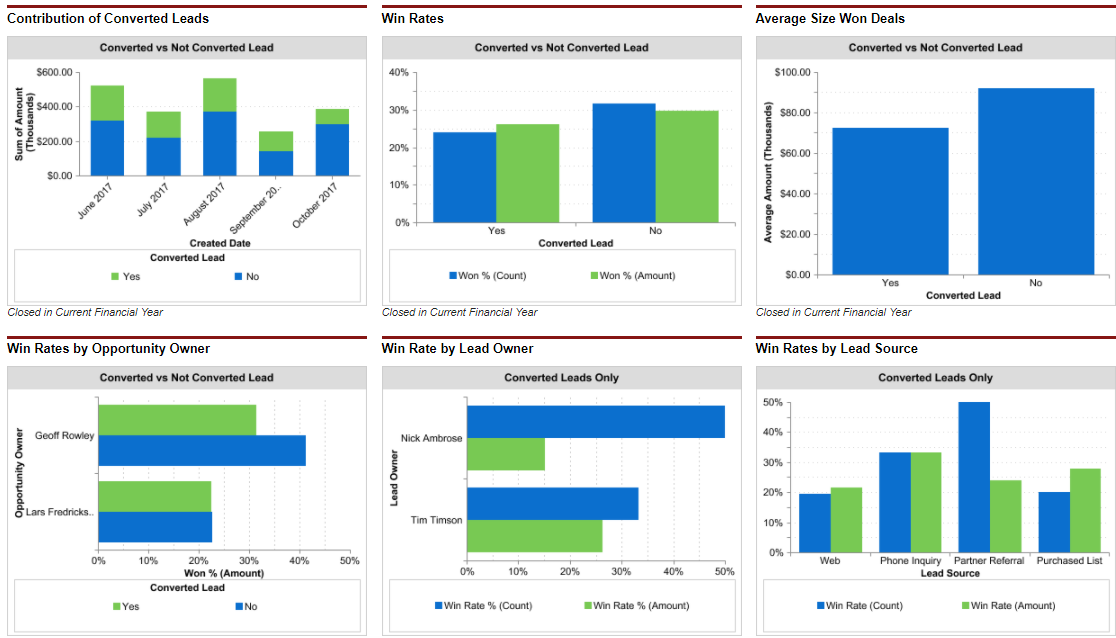 Contribution of Converted Leads
Converted vs Not Converted Lead
Sum of Amount
(Thousands)
$600.00
$400.00
$200.00
$0.00
June 2017
July 2017
August 2017
September 20..
October 2017
Created Date
Converted Lead
Yes
No
Closed in Current Financial Year
Win Rates
Converted vs Not Converted Lead
40%
30%
20%
10%
0%
Yes
No
Converted Lead
Won % (Count)
Won % (Amount)
Closed in Current Financial Year
Average Size Won Deals
Converted vs Not Converted Lead
Average Amount (Thousands)
$100.00
$80.00
$60.00
$40.00
$20.00
$0.00
Yes
No
Converted Lead
Closed in Current Financial Year
Win Rates by Opportunity Owner
Converted vs Not Converted Lead
Opportunity Owner
Geoff Rowley
Lars Fredricks..
0%
10%
20%
30%
40%
50%
Won % (Amount)
Converted Lead
Yes
No
Win Rate by Lead Owner
Converted Leads Only
Lead Owner
Nick Ambrose
Tim Timson
0%
10%
20%
30%
40%
50%
Win Rate % (Count)
Win Rate % (Amount)
Win Rates by Lead Source
Converted Leads Only
50%
40%
30%
20%
10%
0%
Web
Phone Inquiry
Partner Referral
Purchased List
Lead Source
Win Rate (Count)
Win Rate (Amount)